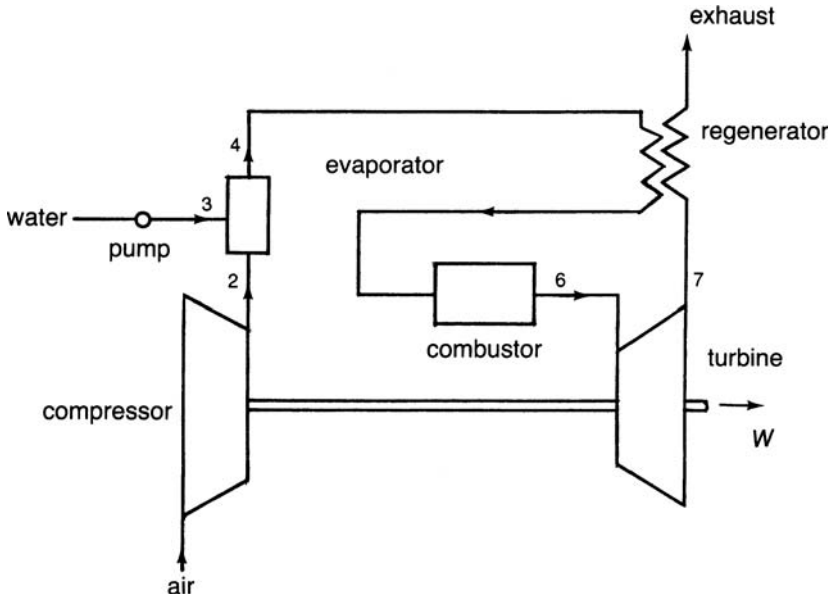 exhaust
regenerator
4
evaporator
water
3
pump
2
6
7
combustor
turbine
compressor
W
air